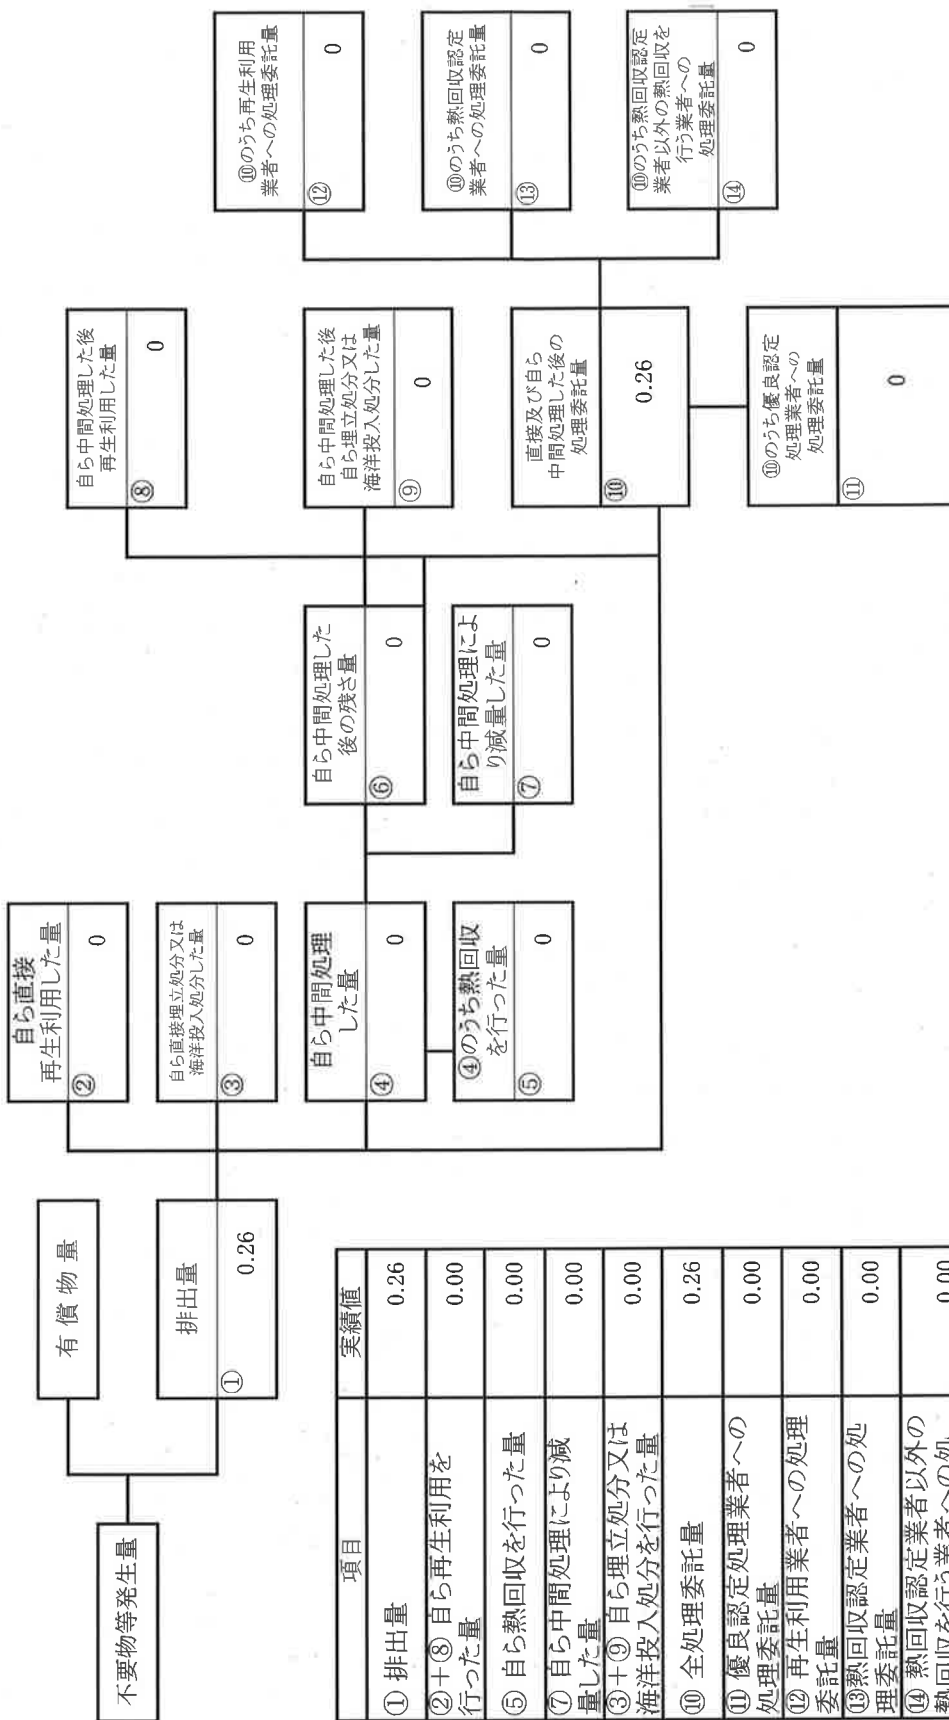 不要物等発生量
有償物量
排出量
①
0.26
自ら直接
再生利用した量
②
0
自ら直接埋立処分又は
海洋投入処分した量
③
0
自ら中間処理
した量
④
0
④のうち熱回収
を行った量
⑤
0
自ら中間処理した
後の残さ量
⑥
0
自ら中間処理によ
り減量した量
⑦
0
自ら中間処理した後
再生利用した量
⑧
0
自ら中間処理した後
自ら埋立処分又は
海洋投入処分した量
⑨
0
直接及び自ら
中間処理した後の
処理委託量
⑩
0.26
⑩のうち優良認定
処理業者への
処理委託量
⑪
0
⑩のうち再生利用
業者への処理委託量
⑫
0
⑩のうち熱回収認定
業者への処理委託量
⑬
0
⑩のうち熱回収認定
業者以外の熱回収を
行う業者への
処理委託量
⑭
0
項目 実績値
① 排出量 0.26
②+⑧ 自ら再生利用を
行った量 0.00
⑤ 自ら熱回収を行った量 0.00
⑦ 自ら中間処理により減
量した量 0.00
③+⑨ 自ら埋立処分又は
海洋投入処分を行った量 0.00
⑩ 全処理委託量 0.26
⑪ 優良認定処理業者への
処理委託量 0.00
⑫ 再生利用業者への処理
委託量 0.00
⑬熱回収認定業者への処
理委託量 0.00
⑭ 熱回収認定業者以外の
熱回収を行う業者への処 0.00